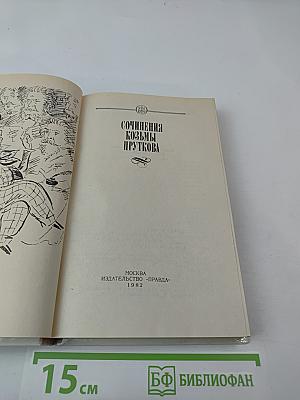 СОЧИНЕНИЯ
КОЗЬМЫ
ПРУТКОВА
МОСКВА
ИЗДАТЕЛЬСТВО «ПРАВДА»
1982
15 см
БФ БИБЛИОФАН